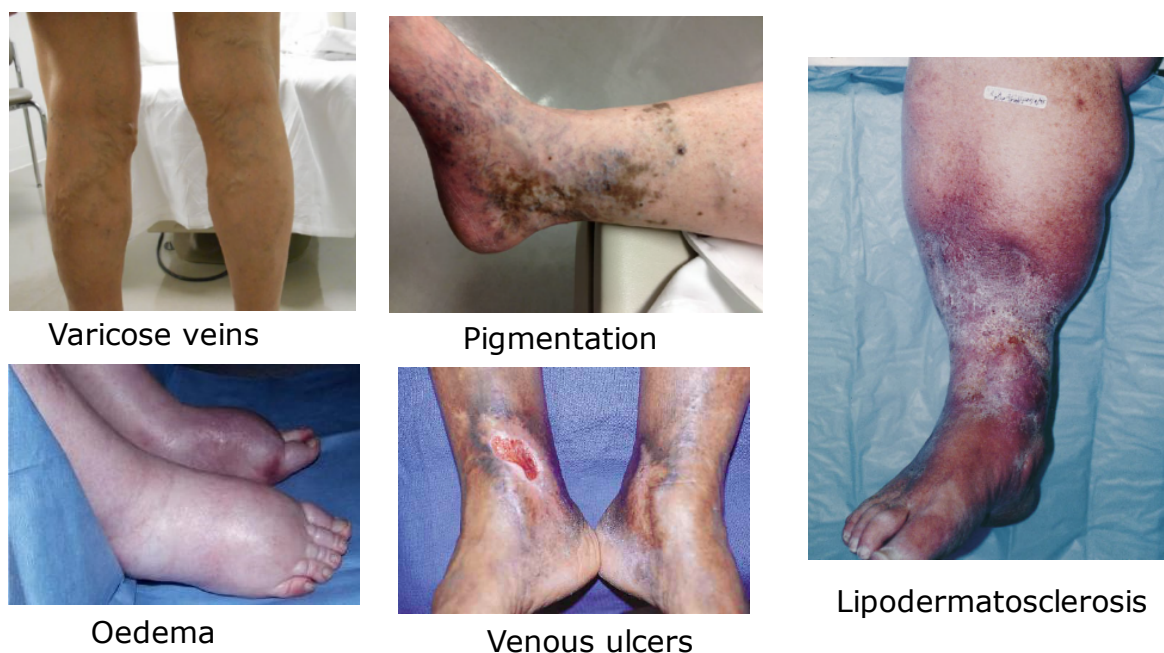 Varicose veins
Pigmentation
Oedema
Venous ulcers
Lipodermatosclerosis